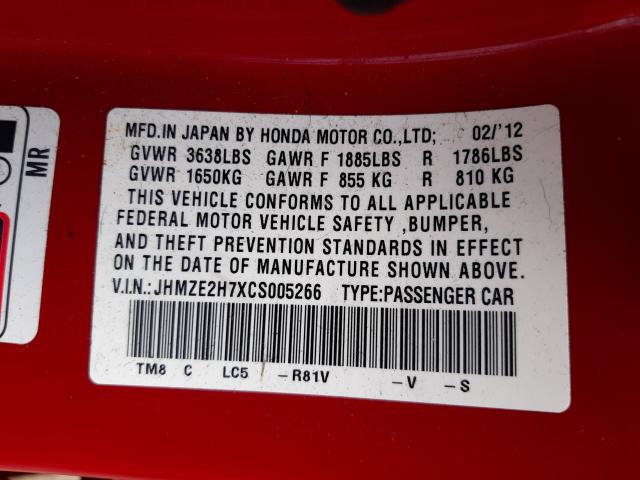 MFD.IN JAPAN BY HONDA MOTOR CO.,LTD; 02/'12
GVWR 3638LBS GAWR F 1885LBS R 1786LBS
GVWR 1650KG GAWR F 855 KG R 810 KG
THIS VEHICLE CONFORMS TO ALL APPLICABLE
FEDERAL MOTOR VEHICLE SAFETY ,BUMPER,
AND THEFT PREVENTION STANDARDS IN EFFECT
ON THE DATE OF MANUFACTURE SHOWN ABOVE.
V.I.N.:JHMZE2H7XCS005266 TYPE:PASSENGER CAR
TM8 C LC5 -R81V -V -S
MR